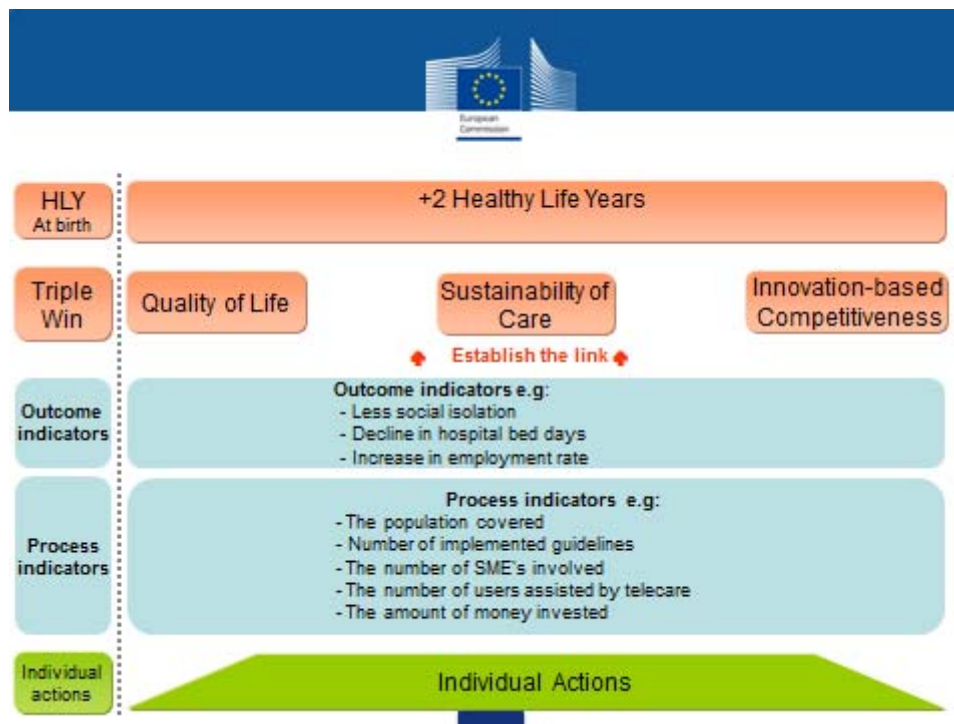 European
Commission
HLY
At birth
+2 Healthy Life Years
Triple
Win
Quality of Life
Sustainability of
Care
Innovation-based
Competitiveness
Establish the link
Outcome
indicators
Outcome indicators e.g:
- Less social isolation
- Decline in hospital bed days
- Increase in employment rate
Process
indicators
Process indicators e.g:
- The population covered
- Number of implemented guidelines
- The number of SME's involved
- The number of users assisted by telecare
- The amount of money invested
Individual
actions
Individual Actions